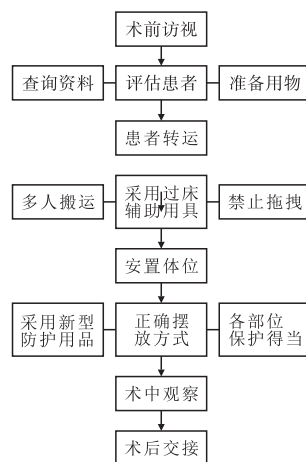 术前访视
查询资料
评估患者
准备用物
患者转运
多人搬运
采用过床
辅助用具
禁止拖拽
安置体位
采用新型
防护用品
正确摆
放方式
各部位
保护得当
术中观察
术后交接